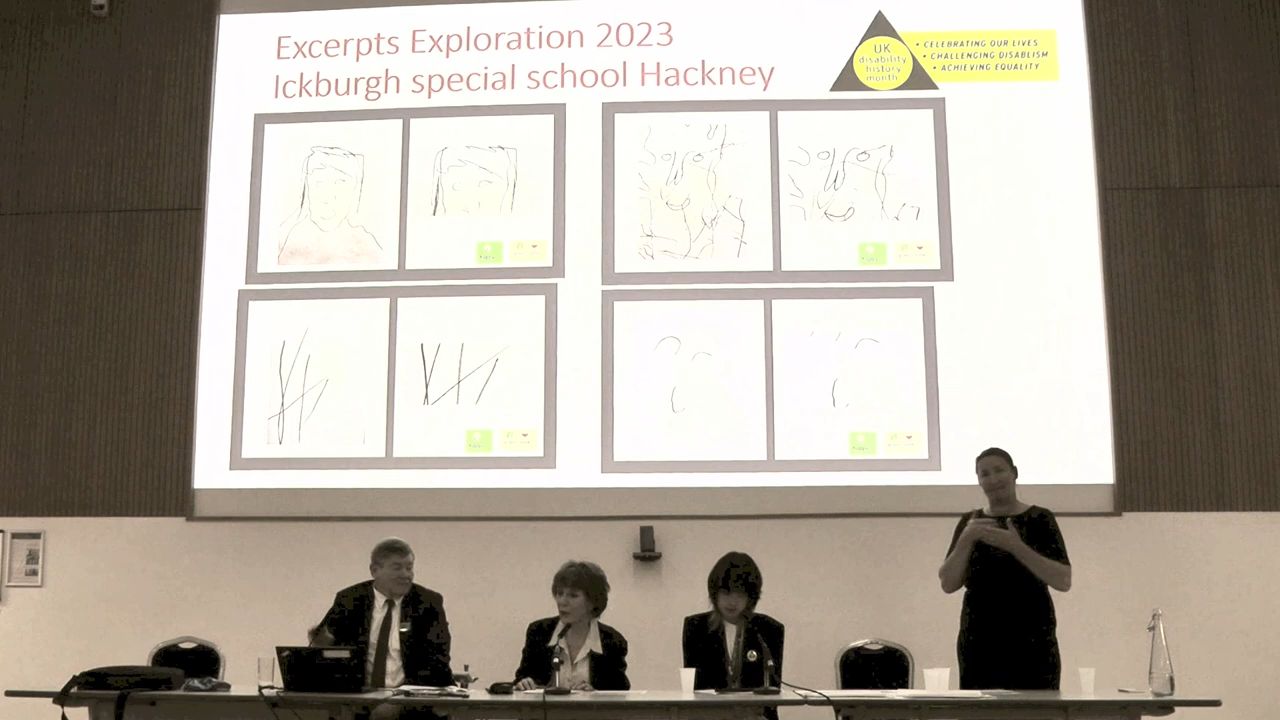 Excerpts Exploration 2023
Ickburgh special school Hackney
UK
disability
history
month
• CELEBRATING OUR LIVES
• CHALLENGING DISABLISM
• ACHIEVING EQUALITY